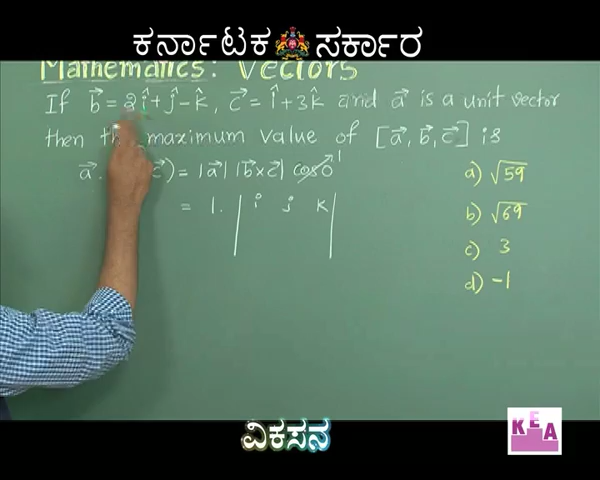 ಕರ್ನಾಟಕ ಸರ್ಕಾರ
Mathematics: Vectors
If b⃗ = 2î + ĵ − k̂, c⃗ = î + 3k̂ and a⃗ is a unit vector
then the maximum value of [a⃗, b⃗, c⃗] is
a⃗. c⃗) = |a⃗| |b⃗×c⃗| cos0 1
= 1. | i j k |
a) √59
b) √69
c) 3
d) −1
ವಿಕಸನ
KEA